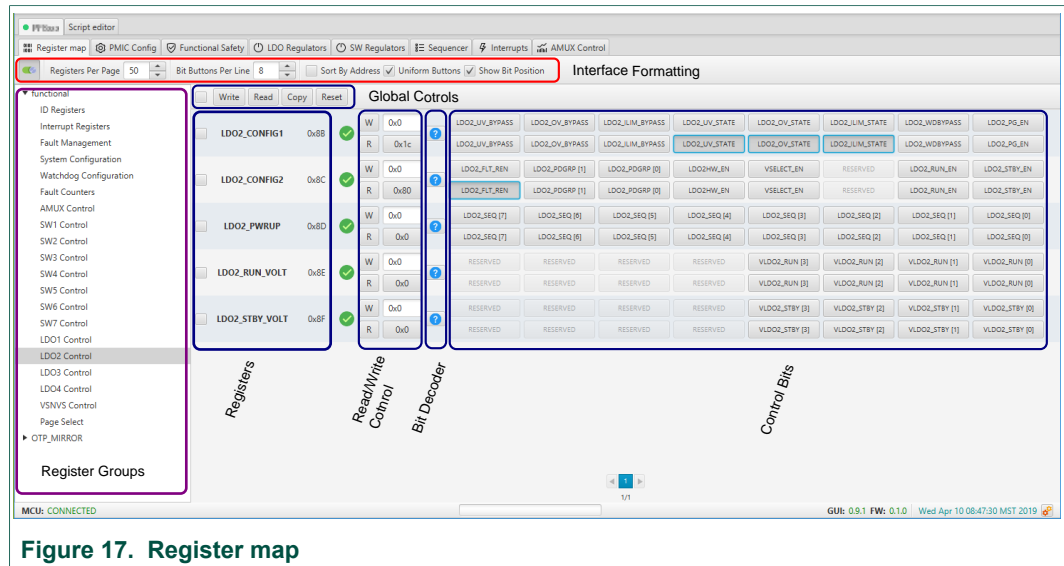 Script editor
Register map PMIC Config Functional Safety LDO Regulators SW Regulators Sequencer Interrupts AMUX Control
Registers Per Page 50 Bit Buttons Per Line 8 Sort By Address Uniform Buttons Show Bit Position Interface Formatting
functional Write Read Copy Reset Global Cotrols
ID Registers
Interrupt Registers
Fault Management
System Configuration
Watchdog Configuration
Fault Counters
AMUX Control
SW1 Control
SW2 Control
SW3 Control
SW4 Control
SW5 Control
SW6 Control
SW7 Control
LDO1 Control
LDO2 Control
LDO3 Control
LDO4 Control
VSNVS Control
Page Select
OTP_MIRROR
Register Groups
LDO2_CONFIG1 0x8B
W 0x0 LDO2_UV_BYPASS LDO2_OV_BYPASS LDO2_ILIM_BYPASS LDO2_UV_STATE LDO2_OV_STATE LDO2_ILIM_STATE LDO2_WDBYPASS LDO2_PG_EN
R 0x1c ? LDO2_UV_BYPASS LDO2_OV_BYPASS LDO2_ILIM_BYPASS LDO2_UV_STATE LDO2_OV_STATE LDO2_ILIM_STATE LDO2_WDBYPASS LDO2_PG_EN
LDO2_CONFIG2 0x8C
W 0x0 LDO2_FLT_REN LDO2_PDGRP [1] LDO2_PDGRP [0] LDO2HW_EN VSELECT_EN RESERVED LDO2_RUN_EN LDO2_STBY_EN
R 0x80 ? LDO2_FLT_REN LDO2_PDGRP [1] LDO2_PDGRP [0] LDO2HW_EN VSELECT_EN RESERVED LDO2_RUN_EN LDO2_STBY_EN
LDO2_PWRUP 0x8D
W 0x0 LDO2_SEQ [7] LDO2_SEQ [6] LDO2_SEQ [5] LDO2_SEQ [4] LDO2_SEQ [3] LDO2_SEQ [2] LDO2_SEQ [1] LDO2_SEQ [0]
R 0x0 ? LDO2_SEQ [7] LDO2_SEQ [6] LDO2_SEQ [5] LDO2_SEQ [4] LDO2_SEQ [3] LDO2_SEQ [2] LDO2_SEQ [1] LDO2_SEQ [0]
LDO2_RUN_VOLT 0x8E
W 0x0 RESERVED RESERVED RESERVED RESERVED VLDO2_RUN [3] VLDO2_RUN [2] VLDO2_RUN [1] VLDO2_RUN [0]
R 0x0 ? RESERVED RESERVED RESERVED RESERVED VLDO2_RUN [3] VLDO2_RUN [2] VLDO2_RUN [1] VLDO2_RUN [0]
LDO2_STBY_VOLT 0x8F
W 0x0 RESERVED RESERVED RESERVED RESERVED VLDO2_STBY [3] VLDO2_STBY [2] VLDO2_STBY [1] VLDO2_STBY [0]
R 0x0 ? RESERVED RESERVED RESERVED RESERVED VLDO2_STBY [3] VLDO2_STBY [2] VLDO2_STBY [1] VLDO2_STBY [0]
Registers
Read/Write
Cotnrol
Bit Decoder
Control Bits
1
1/1
MCU: CONNECTED GUI: 0.9.1 FW: 0.1.0 Wed Apr 10 08:47:30 MST 2019
Figure 17. Register map